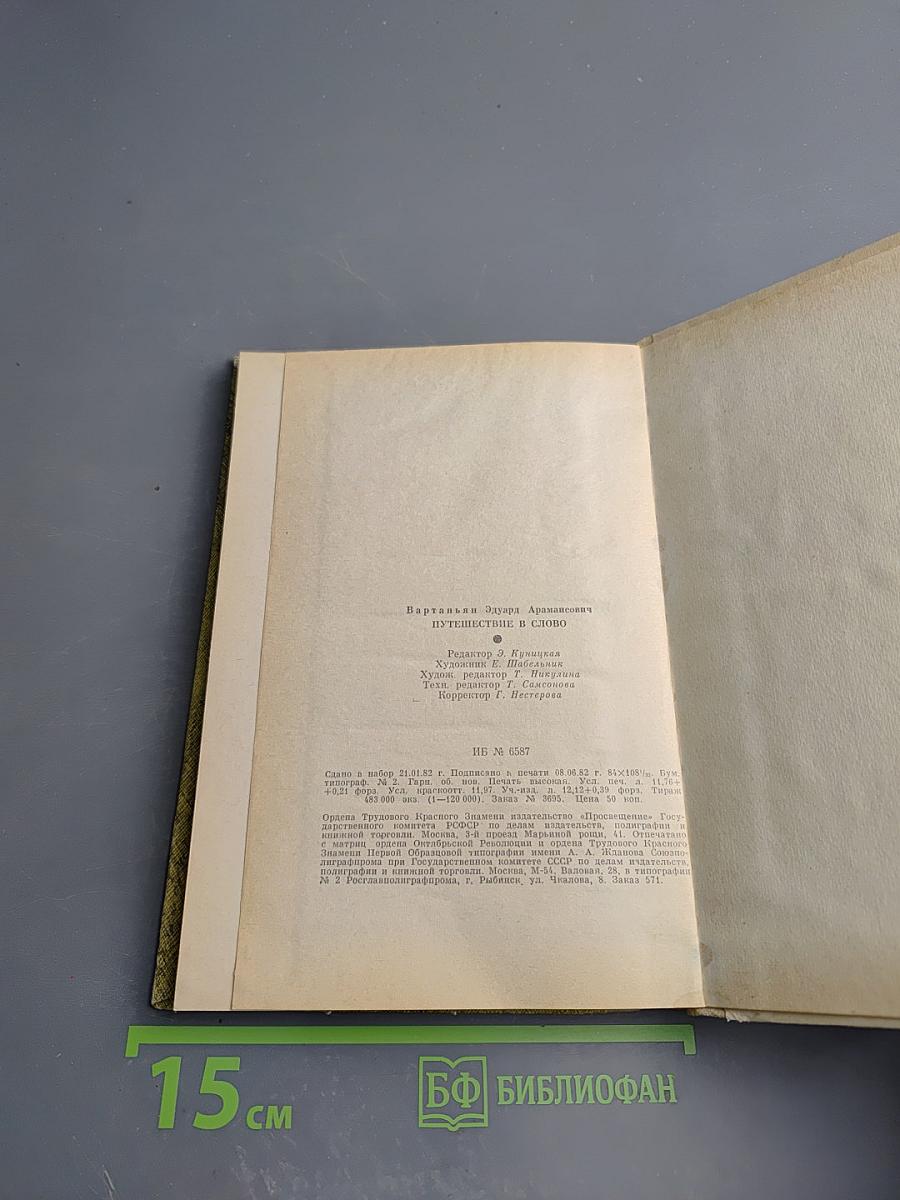 Вартаньян Эдуард Арамаисович
ПУТЕШЕСТВИЕ В СЛОВО
Редактор Э. Куницкая
Художник Е. Шабельник
Худож. редактор Т. Никулина
Техн. редактор Т. Самсонова
Корректор Г. Нестерова
ИБ № 6587
Сдано в набор 21.01.82 г. Подписано к печати 08.06.82 г. 84×108¹/₃₂. Бум.
типограф. № 2. Гарн. об. нов. Печать высокая. Усл. печ. л. 11,76+
+0,21 форз. Усл. краскоотт. 11,97. Уч.-изд. л. 12,12+0,39 форз. Тираж
483 000 экз. (1—120 000). Заказ № 3695. Цена 50 коп.
Ордена Трудового Красного Знамени издательство «Просвещение» Госу-
дарственного комитета РСФСР по делам издательств, полиграфии и
книжной торговли. Москва, 3-й проезд Марьиной рощи, 41. Отпечатано
с матриц ордена Октябрьской Революции и ордена Трудового Красного
Знамени Первой Образцовой типографии имени А. А. Жданова Союзпо-
лиграфпрома при Государственном комитете СССР по делам издательств,
полиграфии и книжной торговли. Москва, М-54, Валовая, 28, в типографии
№ 2 Росглавполиграфпрома, г. Рыбинск, ул. Чкалова, 8. Заказ 571.
15 см
БФ БИБЛИОФАН